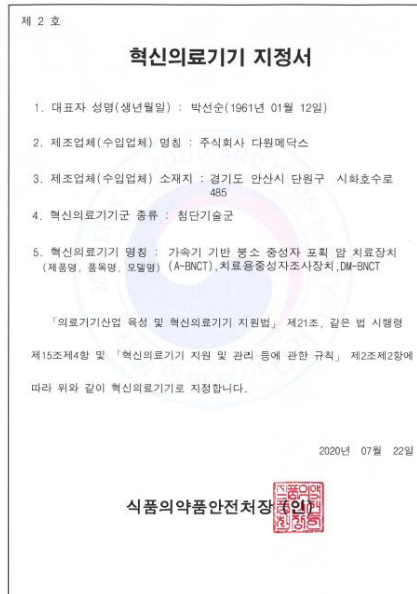 제 2 호
혁신의료기기 지정서
1. 대표자 성명(생년월일) : 박선순(1961년 01월 12일)
2. 제조업체(수입업체) 명칭 : 주식회사 다원메닥스
3. 제조업체(수입업체) 소재지 : 경기도 안산시 단원구 시화호수로
485
4. 혁신의료기기군 종류 : 첨단기술군
5. 혁신의료기기 명칭 : 가속기 기반 붕소 중성자 포획 암 치료장치
(제품명, 품목명, 모델명) (A-BNCT),치료용중성자조사장치,DM-BNCT
「의료기기산업 육성 및 혁신의료기기 지원법」 제21조, 같은 법 시행령
제15조제4항 및 「혁신의료기기 지원 및 관리 등에 관한 규칙」 제2조제2항에
따라 위와 같이 혁신의료기기로 지정합니다.
2020년 07월 22일
식품의약품안전처장 (인)